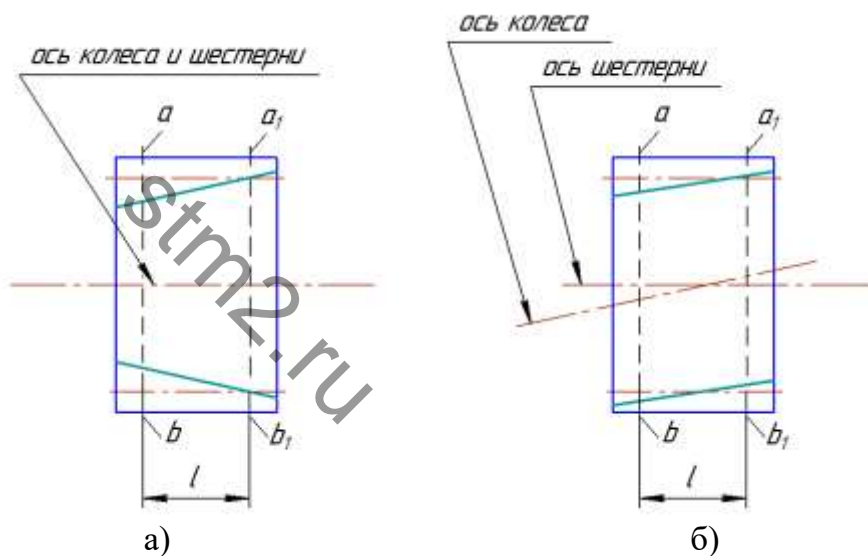 ось колеса и шестерни
a
a₁
b
b₁
l
а)
ось колеса
ось шестерни
a
a₁
b
b₁
l
б)
stm2.ru